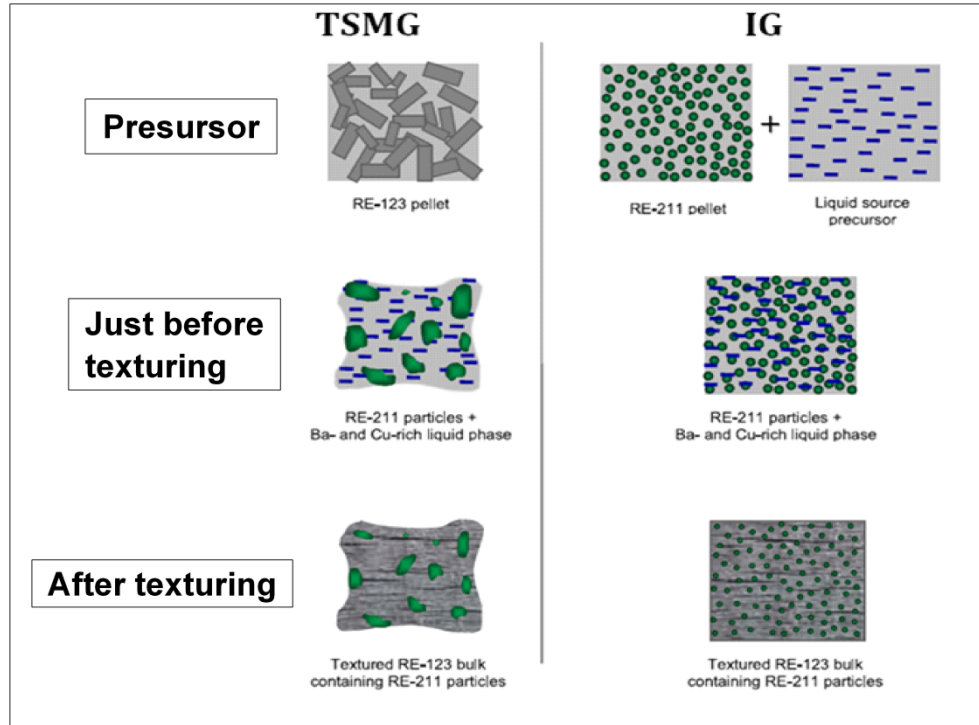 TSMG
IG
Presursor
+
RE-123 pellet
RE-211 pellet
Liquid source
precursor
Just before
texturing
RE-211 particles +
Ba- and Cu-rich liquid phase
RE-211 particles +
Ba- and Cu-rich liquid phase
After texturing
Textured RE-123 bulk
containing RE-211 particles
Textured RE-123 bulk
containing RE-211 particles